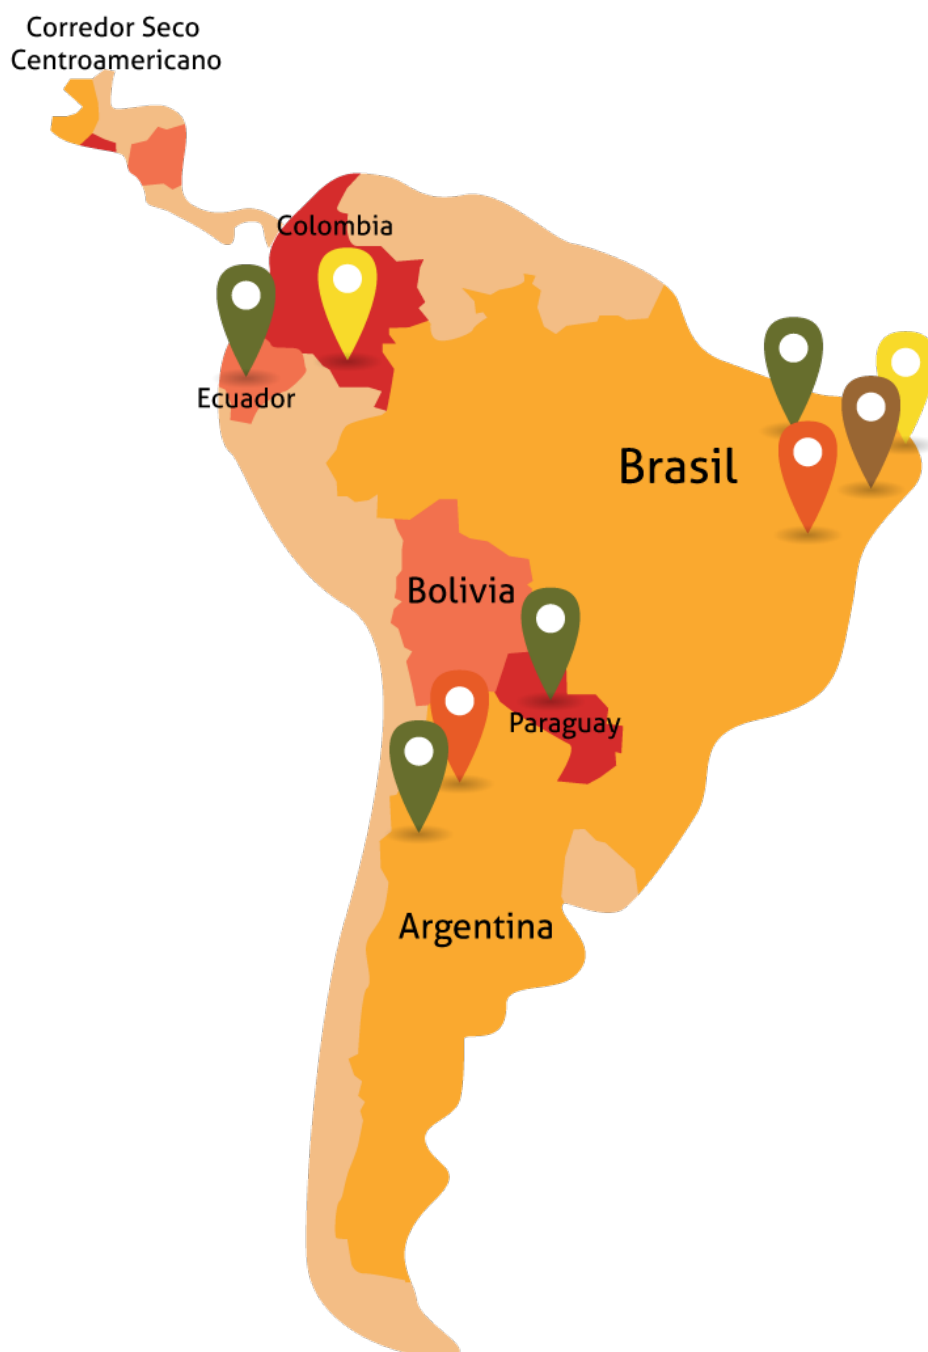 Corredor Seco
Centroamericano
Colombia
Ecuador
Brasil
Bolivia
Paraguay
Argentina